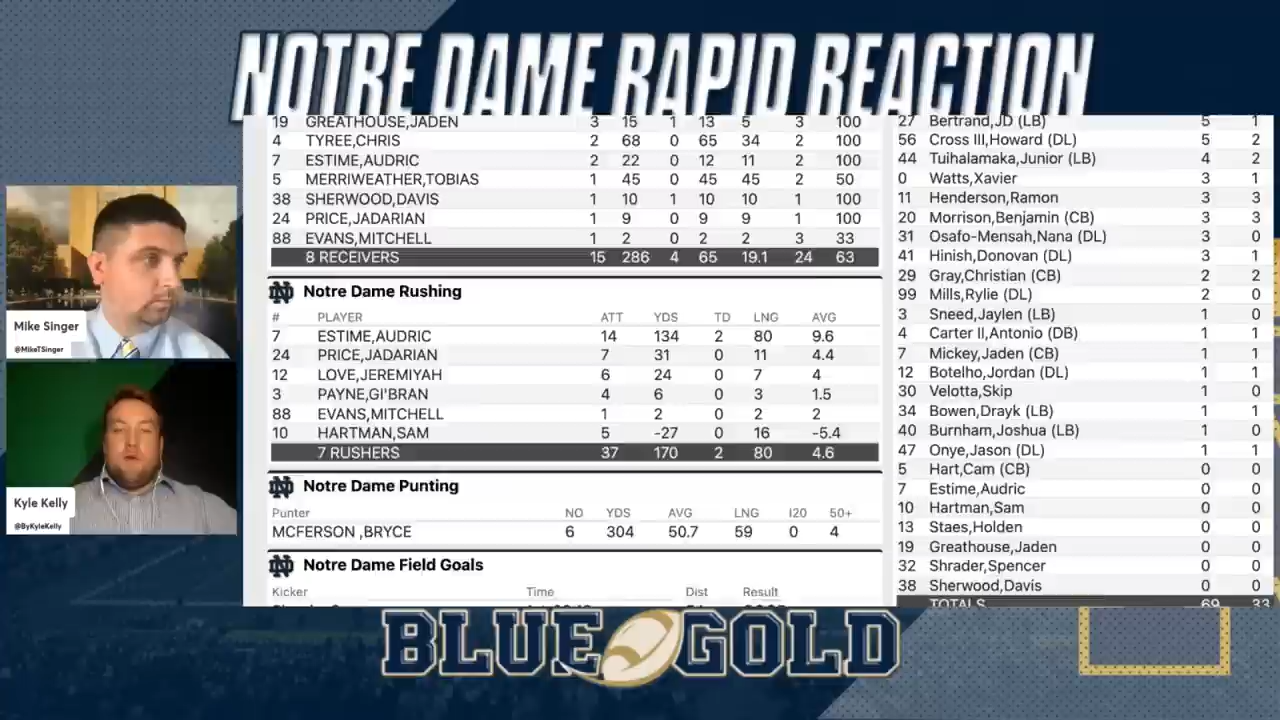 NOTRE DAME RAPID REACTION
19 GREATHOUSE,JADEN 3 15 1 13 5 3 100
4 TYREE,CHRIS 2 68 0 65 34 2 100
7 ESTIME,AUDRIC 2 22 0 12 11 2 100
5 MERRIWEATHER,TOBIAS 1 45 0 45 45 2 50
38 SHERWOOD,DAVIS 1 10 1 10 10 1 100
24 PRICE,JADARIAN 1 9 0 9 9 1 100
88 EVANS,MITCHELL 1 2 0 2 2 3 33
8 RECEIVERS 15 286 4 65 19.1 24 63
Notre Dame Rushing
# PLAYER ATT YDS TD LNG AVG
7 ESTIME,AUDRIC 14 134 2 80 9.6
24 PRICE,JADARIAN 7 31 0 11 4.4
12 LOVE,JEREMIYAH 6 24 0 7 4
3 PAYNE,GI'BRAN 4 6 0 3 1.5
88 EVANS,MITCHELL 1 2 0 2 2
10 HARTMAN,SAM 5 -27 0 16 -5.4
7 RUSHERS 37 170 2 80 4.6
Notre Dame Punting
Punter NO YDS AVG LNG I20 50+
MCFERSON ,BRYCE 6 304 50.7 59 0 4
Notre Dame Field Goals
Kicker Time Dist Result
27 Bertrand,JD (LB) 5 1
56 Cross III,Howard (DL) 5 2
44 Tuihalamaka,Junior (LB) 4 2
0 Watts,Xavier 3 1
11 Henderson,Ramon 3 3
20 Morrison,Benjamin (CB) 3 3
31 Osafo-Mensah,Nana (DL) 3 0
41 Hinish,Donovan (DL) 3 1
29 Gray,Christian (CB) 2 2
99 Mills,Rylie (DL) 2 0
3 Sneed,Jaylen (LB) 1 0
4 Carter II,Antonio (DB) 1 1
7 Mickey,Jaden (CB) 1 1
12 Botelho,Jordan (DL) 1 1
30 Velotta,Skip 1 0
34 Bowen,Drayk (LB) 1 1
40 Burnham,Joshua (LB) 1 0
47 Onye,Jason (DL) 1 1
5 Hart,Cam (CB) 0 0
7 Estime,Audric 0 0
10 Hartman,Sam 0 0
13 Staes,Holden 0 0
19 Greathouse,Jaden 0 0
32 Shrader,Spencer 0 0
38 Sherwood,Davis 0 0
TOTALS 69 33
Mike Singer
@MikeTSinger
Kyle Kelly
@ByKyleKelly
BLUE GOLD